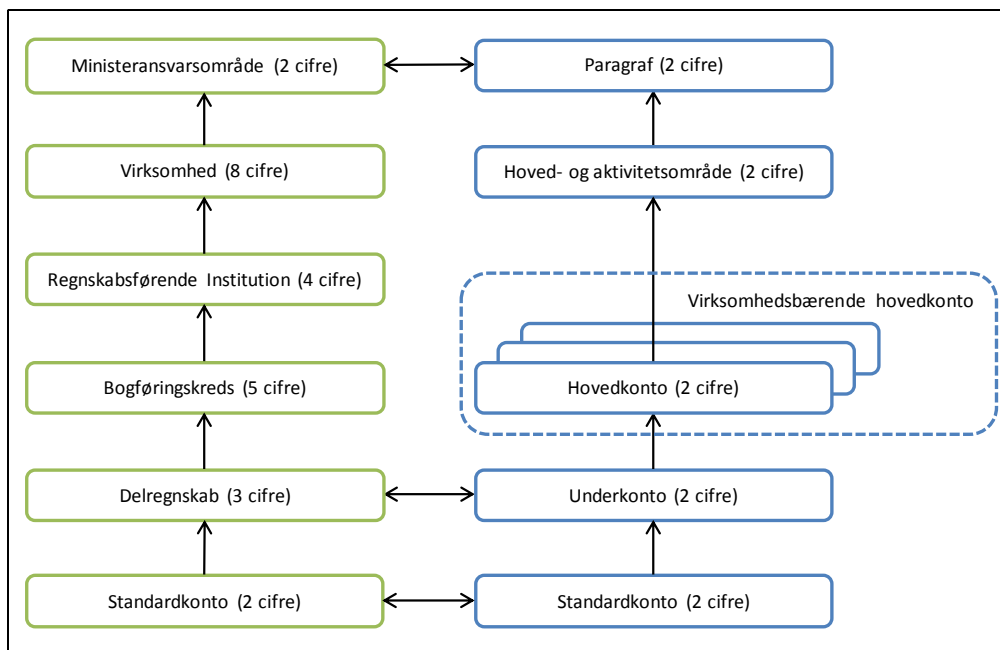 Ministeransvarsområde (2 cifre)
Paragraf (2 cifre)
Virksomhed (8 cifre)
Hoved- og aktivitetsområde (2 cifre)
Regnskabsførende Institution (4 cifre)
Virksomhedsbærende hovedkonto
Bogføringskreds (5 cifre)
Hovedkonto (2 cifre)
Delregnskab (3 cifre)
Underkonto (2 cifre)
Standardkonto (2 cifre)
Standardkonto (2 cifre)